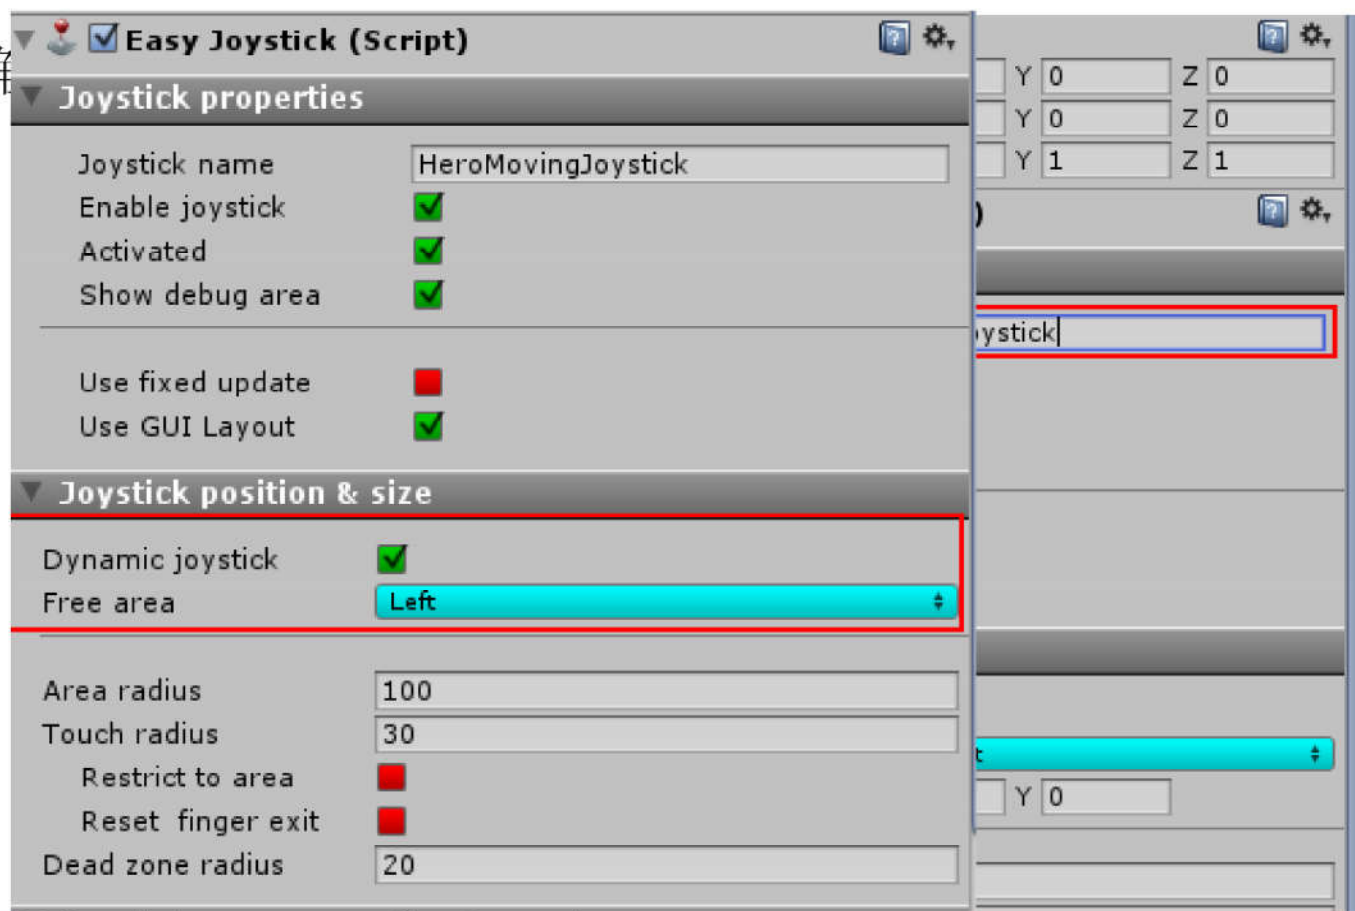 Easy Joystick (Script)
Joystick properties
Joystick name HeroMovingJoystick
Enable joystick
Activated
Show debug area
Use fixed update
Use GUI Layout
Joystick position & size
Dynamic joystick
Free area Left
Area radius 100
Touch radius 30
Restrict to area
Reset finger exit
Dead zone radius 20
Y 0 Z 0
Y 0 Z 0
Y 1 Z 1
)
ystick
t
Y 0